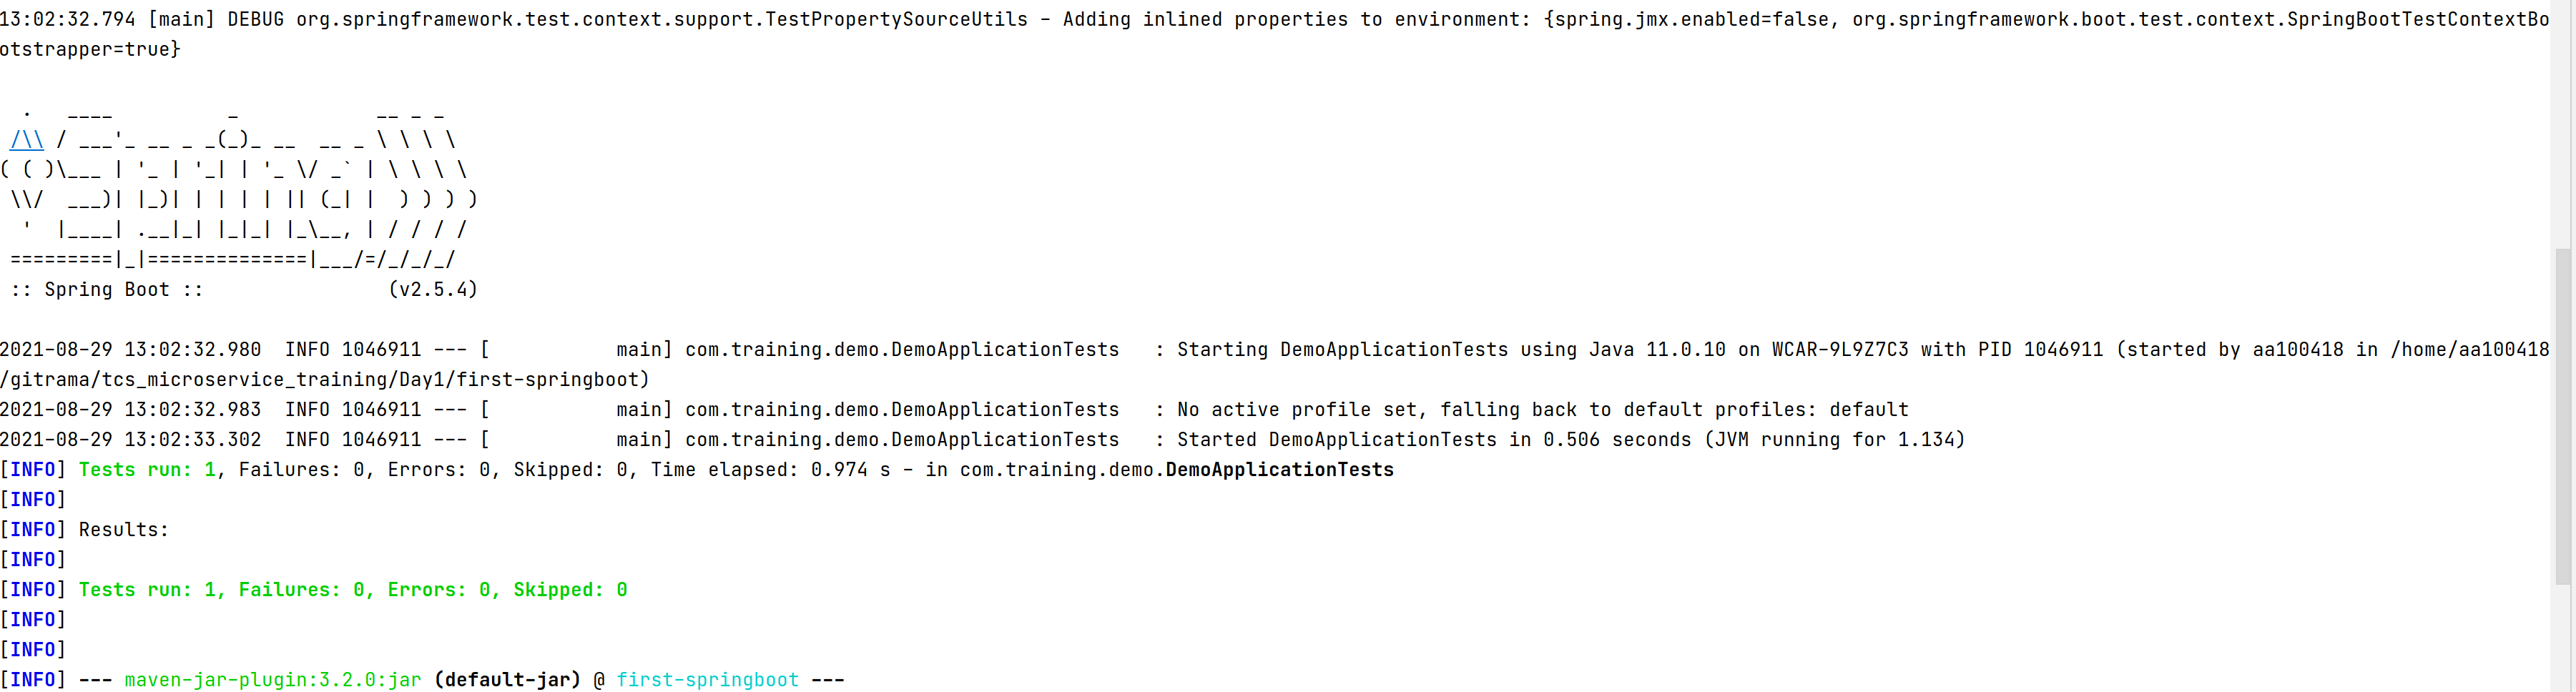 13:02:32.794 [main] DEBUG org.springframework.test.context.support.TestPropertySourceUtils - Adding inlined properties to environment: {spring.jmx.enabled=false, org.springframework.boot.test.context.SpringBootTestContextBo
otstrapper=true}

  .   ____          _            __ _ _
 /\\ / ___'_ __ _ _(_)_ __  __ _ \ \ \ \
( ( )\___ | '_ | '_| | '_ \/ _` | \ \ \ \
 \\/  ___)| |_)| | | | | || (_| |  ) ) ) )
  '  |____| .__|_| |_|_| |_\__, | / / / /
 =========|_|==============|___/=/_/_/_/
 :: Spring Boot ::                (v2.5.4)

2021-08-29 13:02:32.980  INFO 1046911 --- [           main] com.training.demo.DemoApplicationTests   : Starting DemoApplicationTests using Java 11.0.10 on WCAR-9L9Z7C3 with PID 1046911 (started by aa100418 in /home/aa100418
/gitrama/tcs_microservice_training/Day1/first-springboot)
2021-08-29 13:02:32.983  INFO 1046911 --- [           main] com.training.demo.DemoApplicationTests   : No active profile set, falling back to default profiles: default
2021-08-29 13:02:33.302  INFO 1046911 --- [           main] com.training.demo.DemoApplicationTests   : Started DemoApplicationTests in 0.506 seconds (JVM running for 1.134)
[INFO] Tests run: 1, Failures: 0, Errors: 0, Skipped: 0, Time elapsed: 0.974 s - in com.training.demo.DemoApplicationTests
[INFO]
[INFO] Results:
[INFO]
[INFO] Tests run: 1, Failures: 0, Errors: 0, Skipped: 0
[INFO]
[INFO]
[INFO] --- maven-jar-plugin:3.2.0:jar (default-jar) @ first-springboot ---